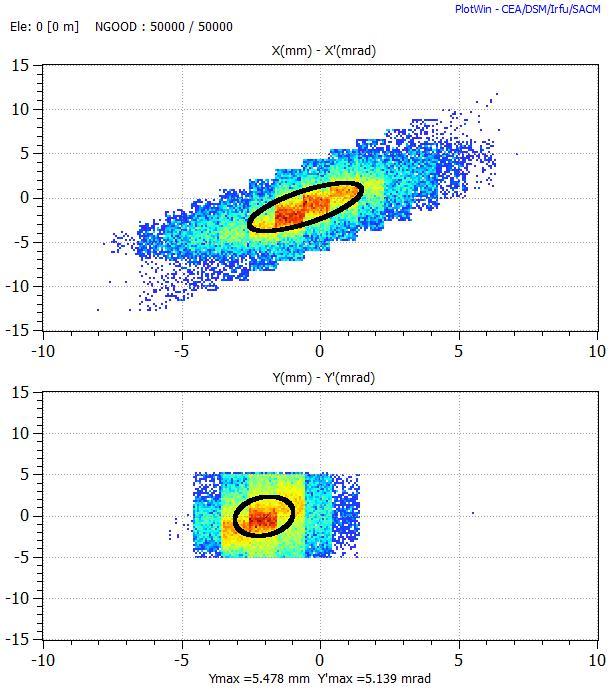 PlotWin - CEA/DSM/Irfu/SACM
Ele: 0 [0 m] NGOOD : 50000 / 50000
X(mm) - X'(mrad)
15
10
5
0
-5
-10
-15
-10 -5 0 5 10
Y(mm) - Y'(mrad)
15
10
5
0
-5
-10
-15
-10 -5 0 5 10
Ymax =5.478 mm Y'max =5.139 mrad